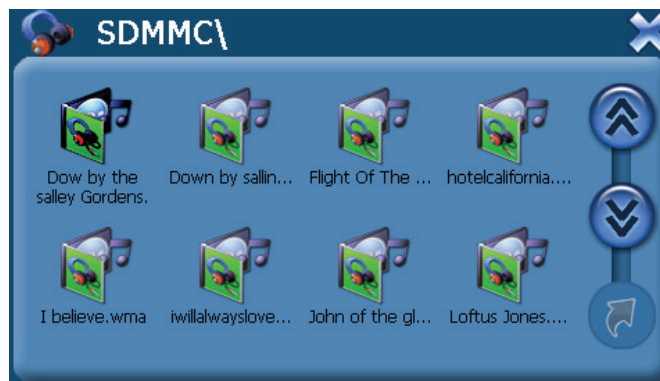 SDMMC\
Dow by the
salley Gordens.
Down by sallin...
Flight Of The ...
hotelcalifornia....
I believe.wma
iwillalwayslove...
John of the gl...
Loftus Jones....